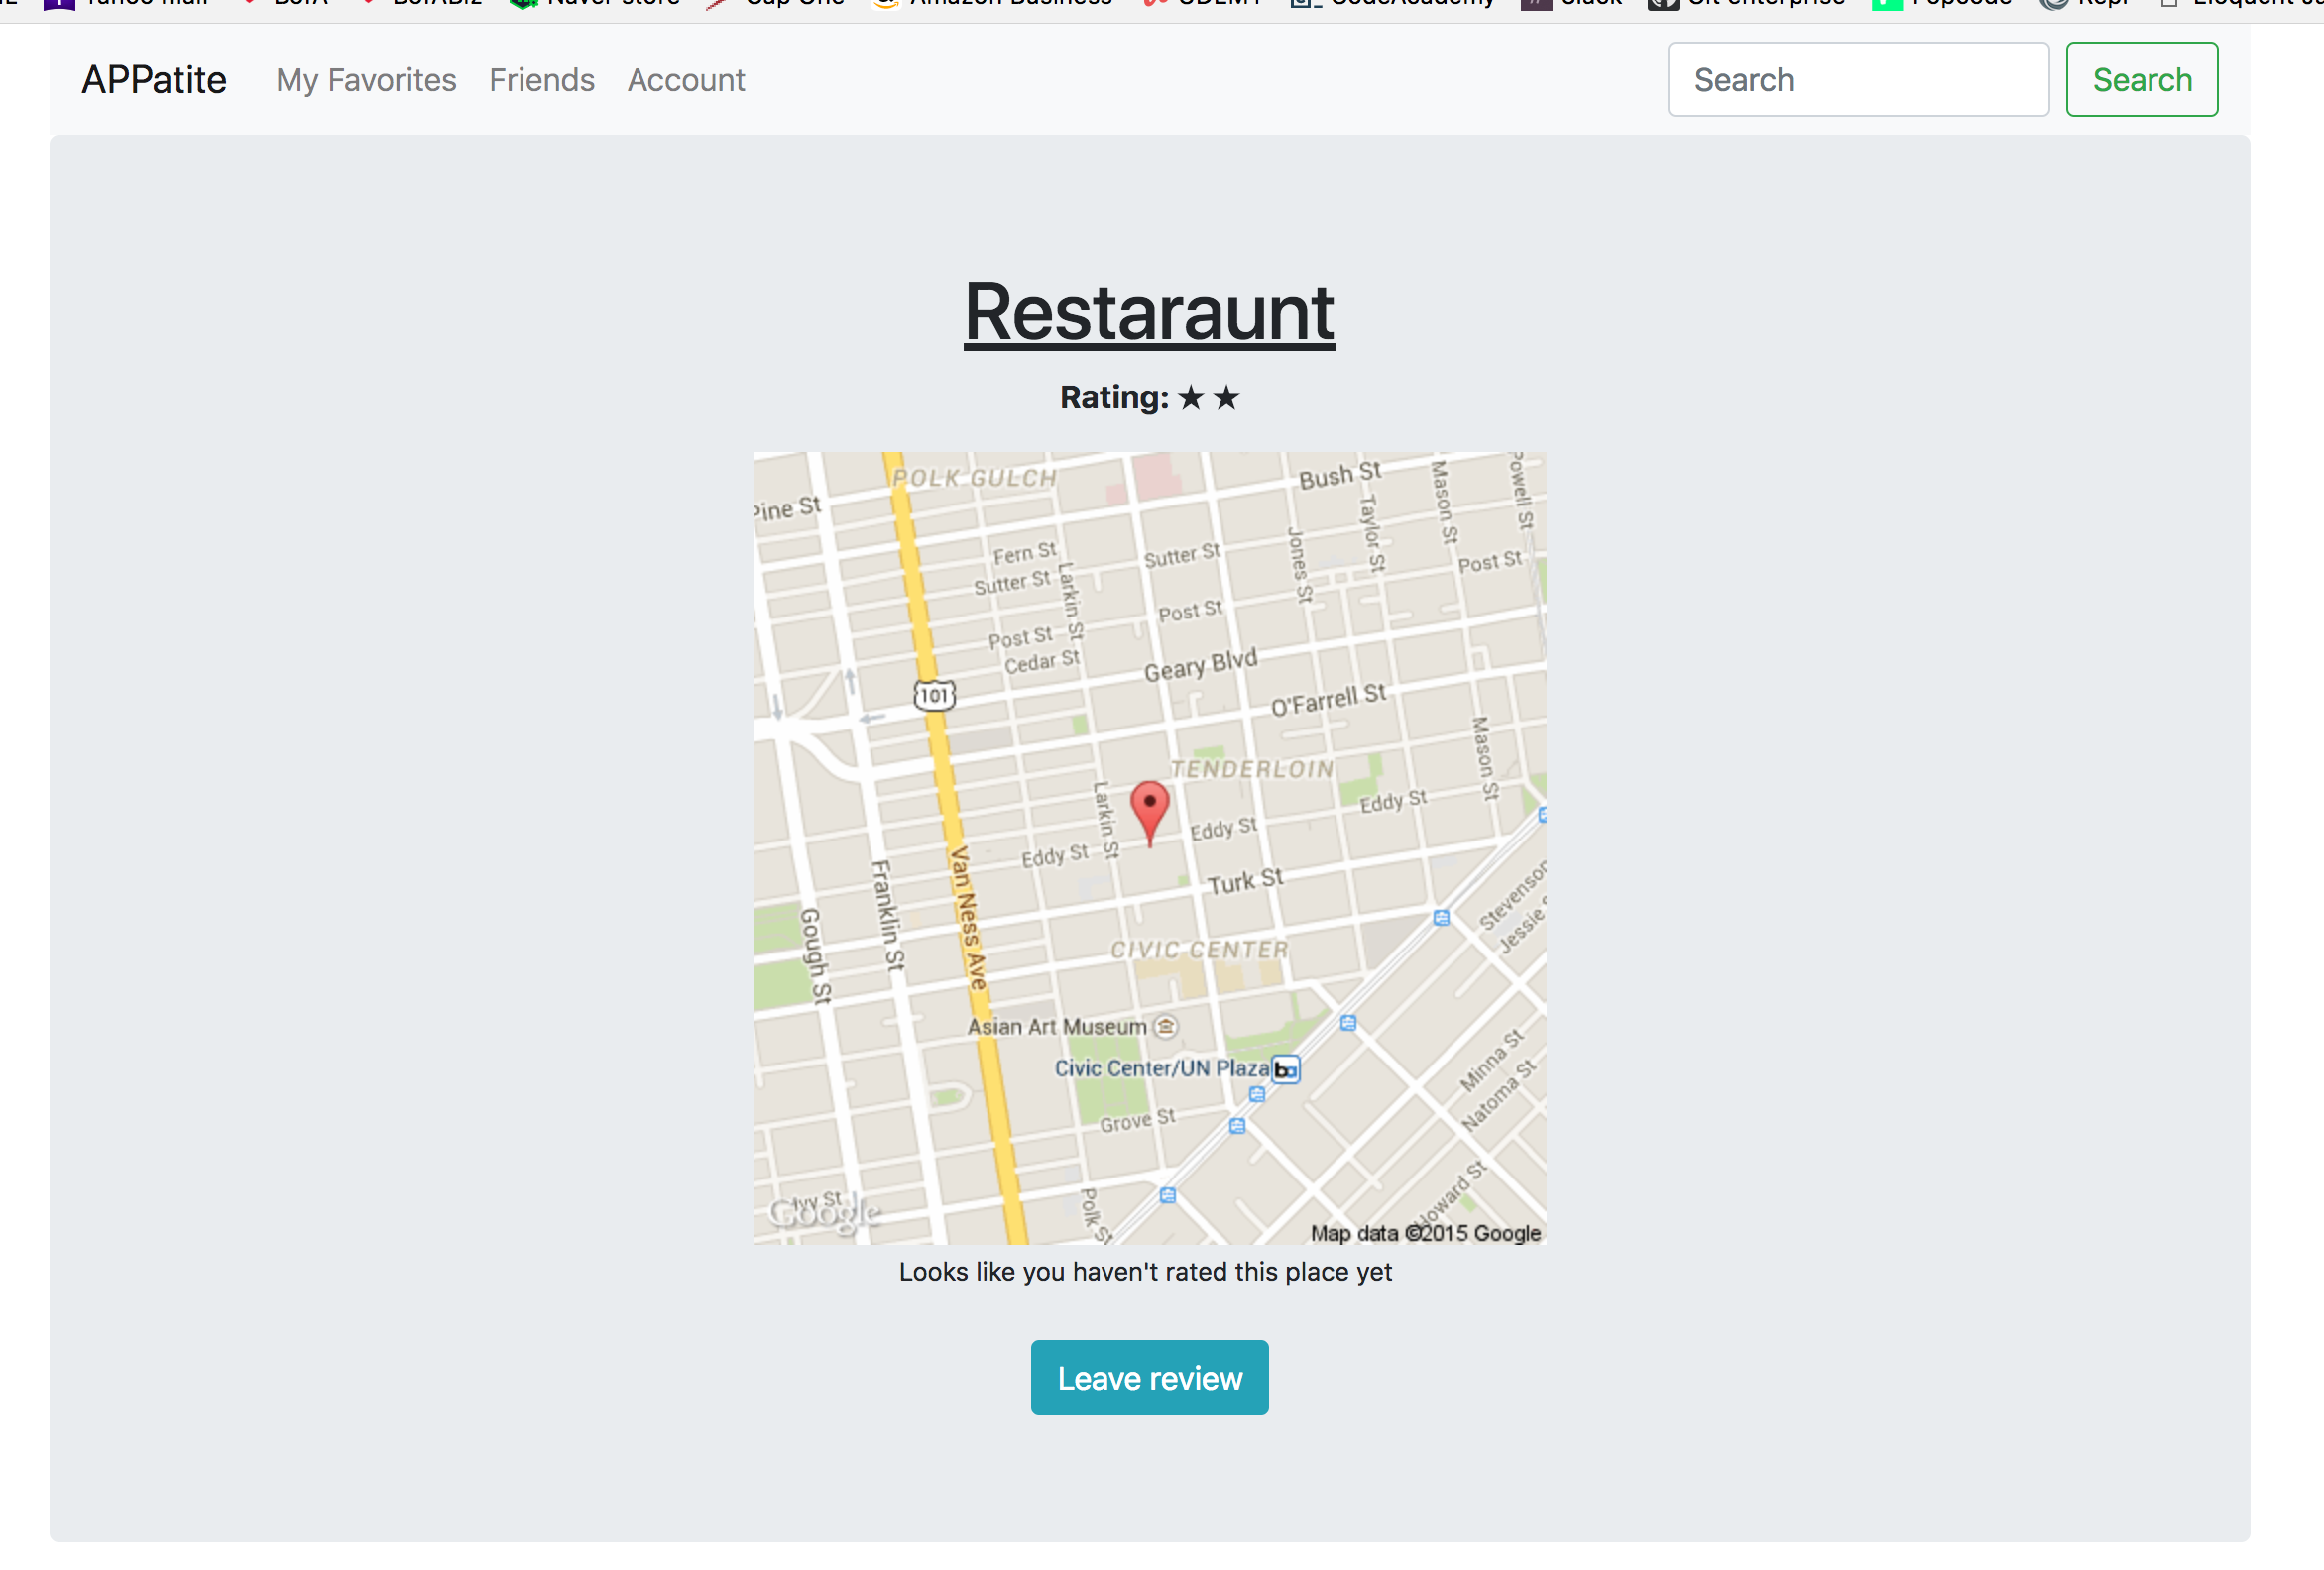 APPatite My Favorites Friends Account Search Search
Restaraunt
Rating: ★ ★
POLK GULCH
Bush St
Mason St
Powell St
Pine St
Taylor St
Jones St
Fern St
Sutter St
Sutter St
Larkin St
Post St
Post St
Post St
Cedar St
Geary Blvd
101
O'Farrell St
Mason St
TENDERLOIN
Larkin St
Eddy St
Eddy St
Eddy St
Van Ness Ave
Franklin St
Turk St
Stevenson
Jessie
Gough St
CIVIC CENTER
Asian Art Museum
Civic Center/UN Plaza ba
Minna St
Natoma St
Grove St
Howard St
Ivy St
Google
Polk St
Map data ©2015 Google
Looks like you haven't rated this place yet
Leave review